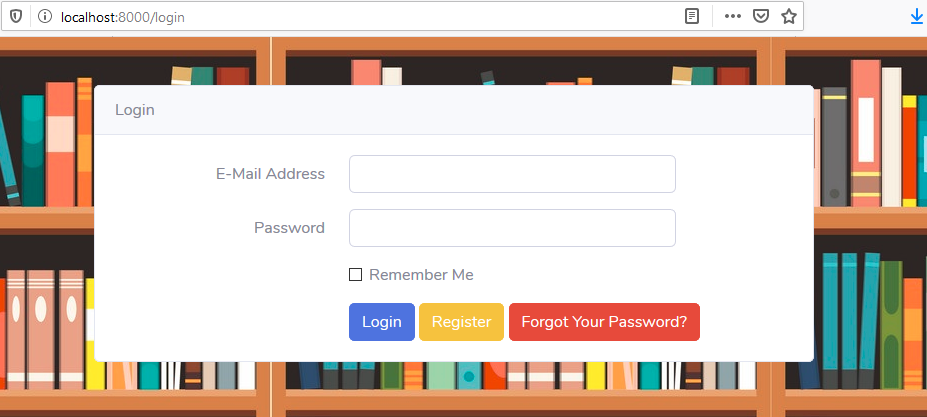 localhost:8000/login
Login
E-Mail Address
Password
Remember Me
Login Register Forgot Your Password?